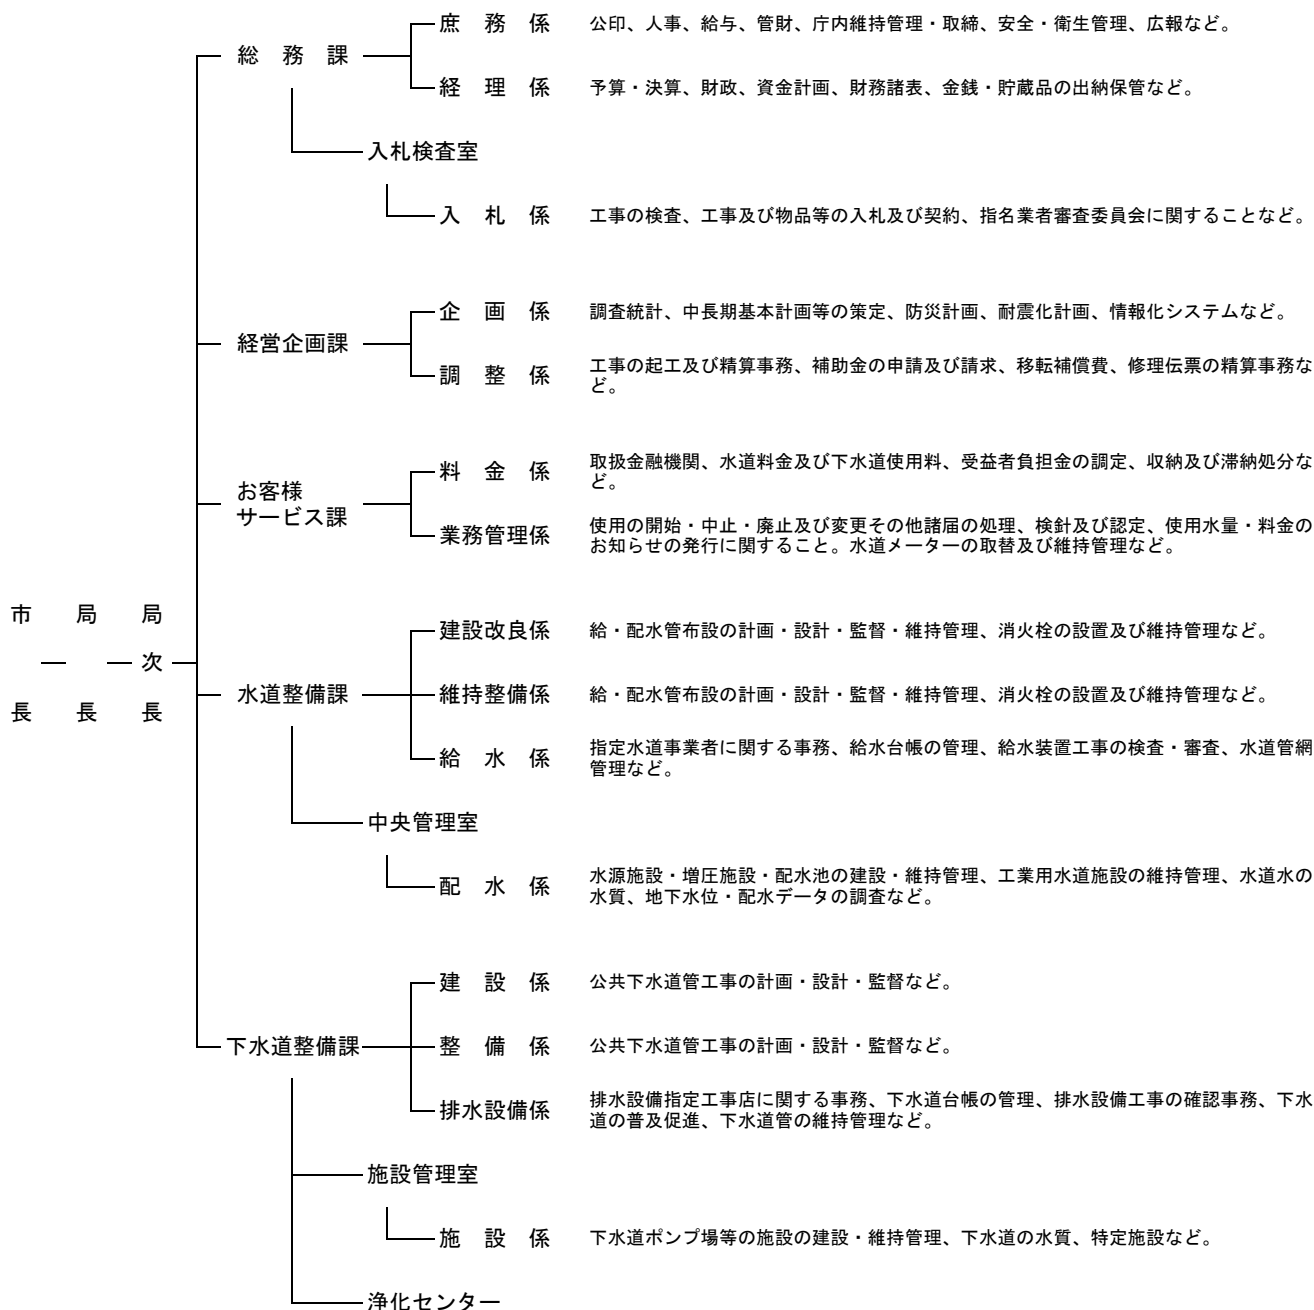 庶務係 公印、人事、給与、管財、庁内維持管理・取締、安全・衛生管理、広報など。
総務課
経理係 予算・決算、財政、資金計画、財務諸表、金銭・貯蔵品の出納保管など。
入札検査室
入札係 工事の検査、工事及び物品等の入札及び契約、指名業者審査委員会に関することなど。
企画係 調査統計、中長期基本計画等の策定、防災計画、耐震化計画、情報化システムなど。
経営企画課
調整係 工事の起工及び精算事務、補助金の申請及び請求、移転補償費、修理伝票の精算事務な
ど。
料金係 取扱金融機関、水道料金及び下水道使用料、受益者負担金の調定、収納及び滞納処分な
ど。
お客様
サービス課
業務管理係 使用の開始・中止・廃止及び変更その他諸届の処理、検針及び認定、使用水量・料金の
お知らせの発行に関すること。水道メーターの取替及び維持管理など。
市長 局長 局次長
建設改良係 給・配水管布設の計画・設計・監督・維持管理、消火栓の設置及び維持管理など。
水道整備課
維持整備係 給・配水管布設の計画・設計・監督・維持管理、消火栓の設置及び維持管理など。
給水係 指定水道事業者に関する事務、給水台帳の管理、給水装置工事の検査・審査、水道管網
管理など。
中央管理室
配水係 水源施設・増圧施設・配水池の建設・維持管理、工業用水道施設の維持管理、水道水の
水質、地下水位・配水データの調査など。
建設係 公共下水道管工事の計画・設計・監督など。
下水道整備課
整備係 公共下水道管工事の計画・設計・監督など。
排水設備係 排水設備指定工事店に関する事務、下水道台帳の管理、排水設備工事の確認事務、下水
道の普及促進、下水道管の維持管理など。
施設管理室
施設係 下水道ポンプ場等の施設の建設・維持管理、下水道の水質、特定施設など。
浄化センター